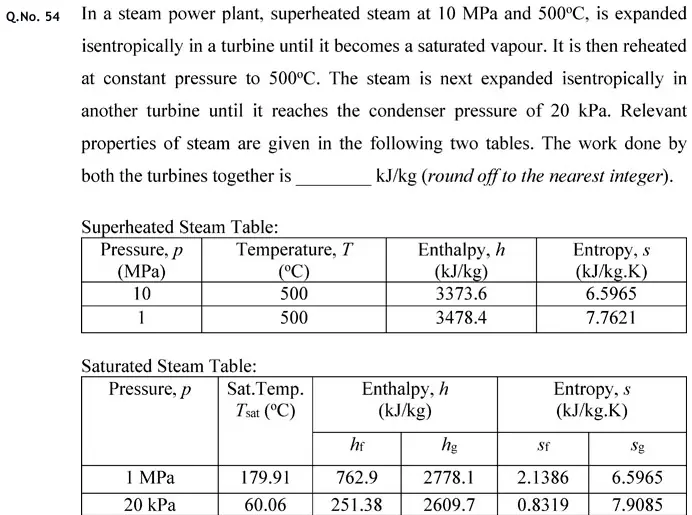 Q.No. 54 In a steam power plant, superheated steam at 10 MPa and 500ºC, is expanded
isentropically in a turbine until it becomes a saturated vapour. It is then reheated
at constant pressure to 500ºC. The steam is next expanded isentropically in
another turbine until it reaches the condenser pressure of 20 kPa. Relevant
properties of steam are given in the following two tables. The work done by
both the turbines together is ________ kJ/kg (round off to the nearest integer).
Superheated Steam Table:
Pressure, p Temperature, T Enthalpy, h Entropy, s
(MPa) (ºC) (kJ/kg) (kJ/kg.K)
10 500 3373.6 6.5965
1 500 3478.4 7.7621
Saturated Steam Table:
Pressure, p Sat.Temp. Enthalpy, h Entropy, s
Tsat (ºC) (kJ/kg) (kJ/kg.K)
hf hg sf sg
1 MPa 179.91 762.9 2778.1 2.1386 6.5965
20 kPa 60.06 251.38 2609.7 0.8319 7.9085